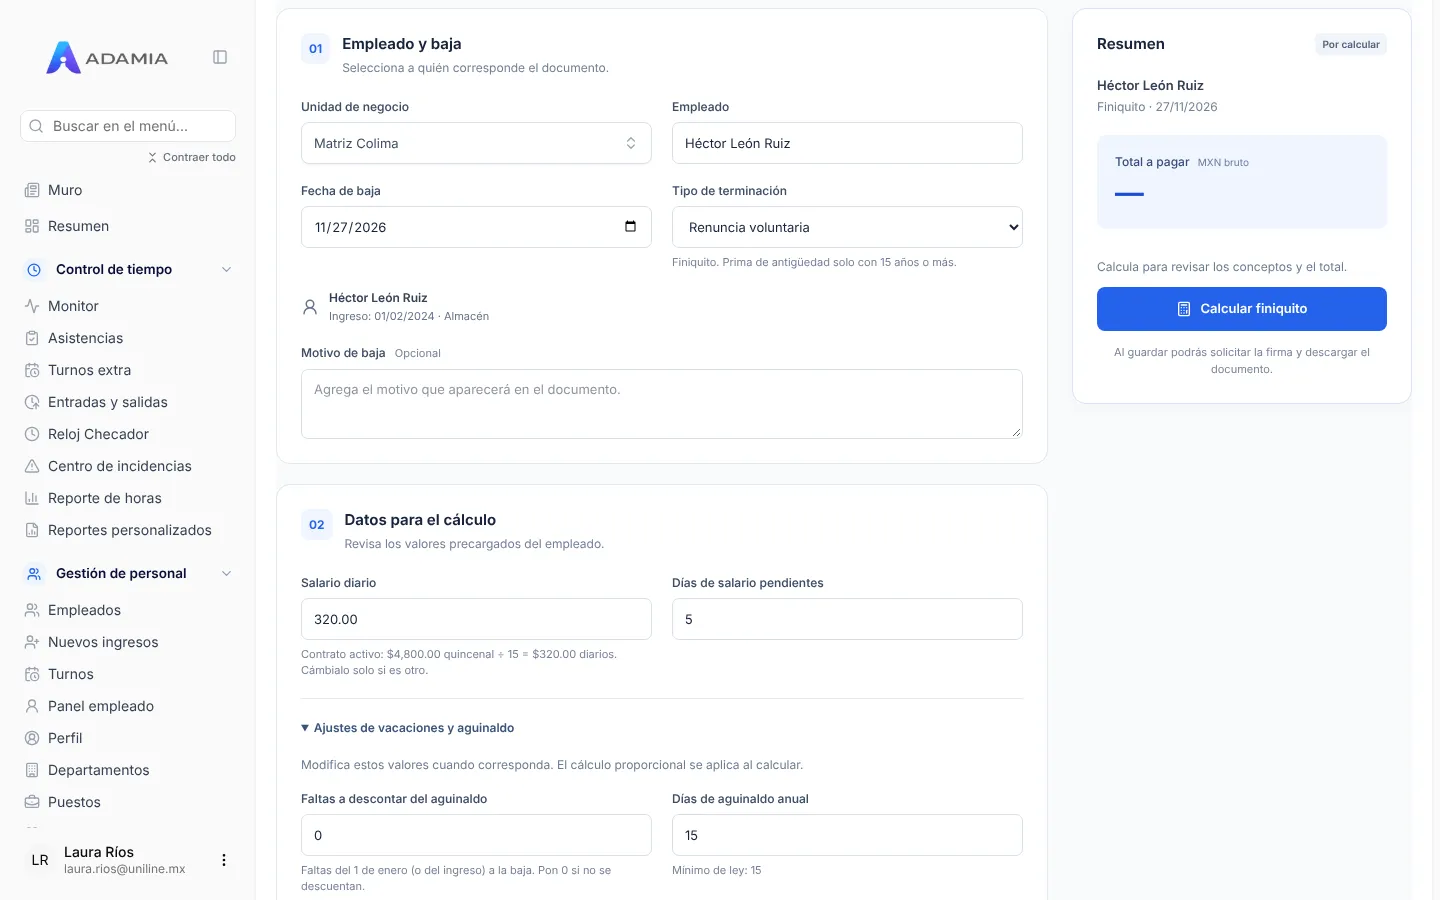 ADAMIA
Buscar en el menú...
Contraer todo
Muro
Resumen
Control de tiempo
Monitor
Asistencias
Turnos extra
Entradas y salidas
Reloj Checador
Centro de incidencias
Reporte de horas
Reportes personalizados
Gestión de personal
Empleados
Nuevos ingresos
Turnos
Panel empleado
Perfil
Departamentos
Puestos
LR
Laura Ríos
laura.rios@uniline.mx
01
Empleado y baja
Selecciona a quién corresponde el documento.
Unidad de negocio
Matriz Colima
Empleado
Héctor León Ruiz
Fecha de baja
11/27/2026
Tipo de terminación
Renuncia voluntaria
Finiquito. Prima de antigüedad solo con 15 años o más.
Héctor León Ruiz
Ingreso: 01/02/2024 · Almacén
Motivo de baja Opcional
Agrega el motivo que aparecerá en el documento.
02
Datos para el cálculo
Revisa los valores precargados del empleado.
Salario diario
320.00
Contrato activo: $4,800.00 quincenal ÷ 15 = $320.00 diarios.
Cámbialo solo si es otro.
Días de salario pendientes
5
Ajustes de vacaciones y aguinaldo
Modifica estos valores cuando corresponda. El cálculo proporcional se aplica al calcular.
Faltas a descontar del aguinaldo
0
Faltas del 1 de enero (o del ingreso) a la baja. Pon 0 si no se
descuentan.
Días de aguinaldo anual
15
Mínimo de ley: 15
Resumen
Por calcular
Héctor León Ruiz
Finiquito · 27/11/2026
Total a pagar MXN bruto
—
Calcula para revisar los conceptos y el total.
Calcular finiquito
Al guardar podrás solicitar la firma y descargar el
documento.